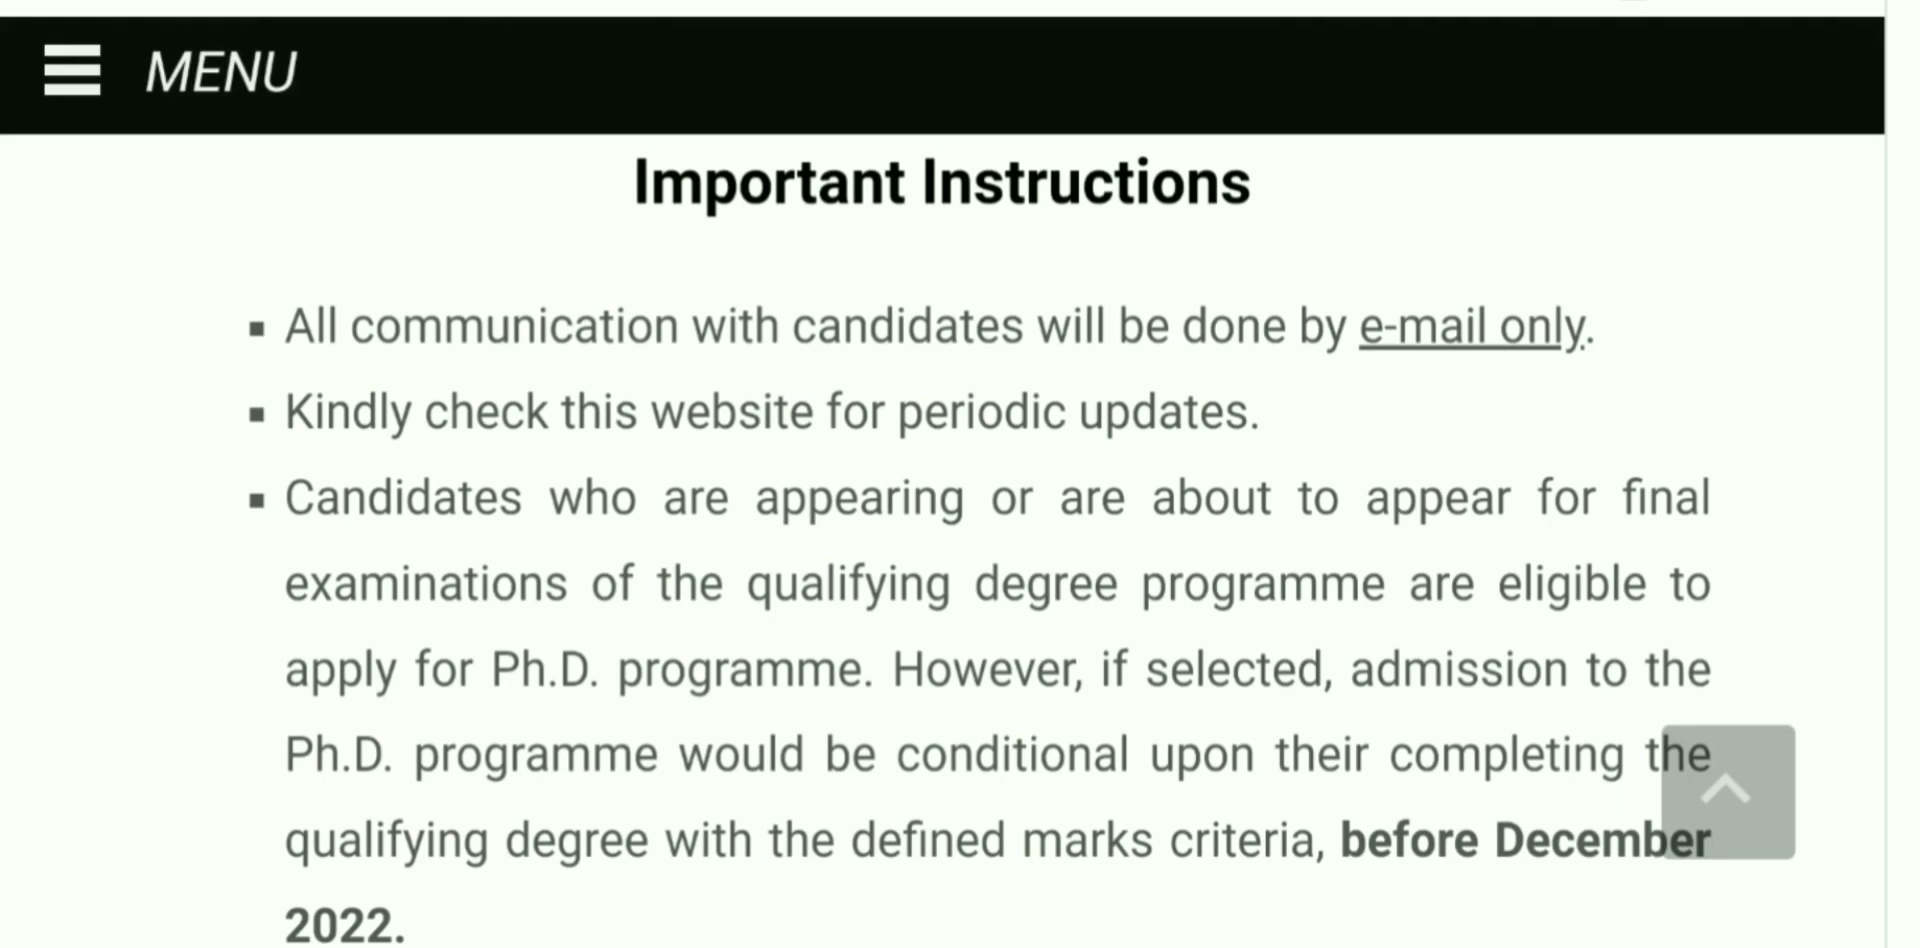 MENU
Important Instructions
▪ All communication with candidates will be done by e-mail only.
▪ Kindly check this website for periodic updates.
▪ Candidates who are appearing or are about to appear for final
examinations of the qualifying degree programme are eligible to
apply for Ph.D. programme. However, if selected, admission to the
Ph.D. programme would be conditional upon their completing the
qualifying degree with the defined marks criteria, before December
2022.